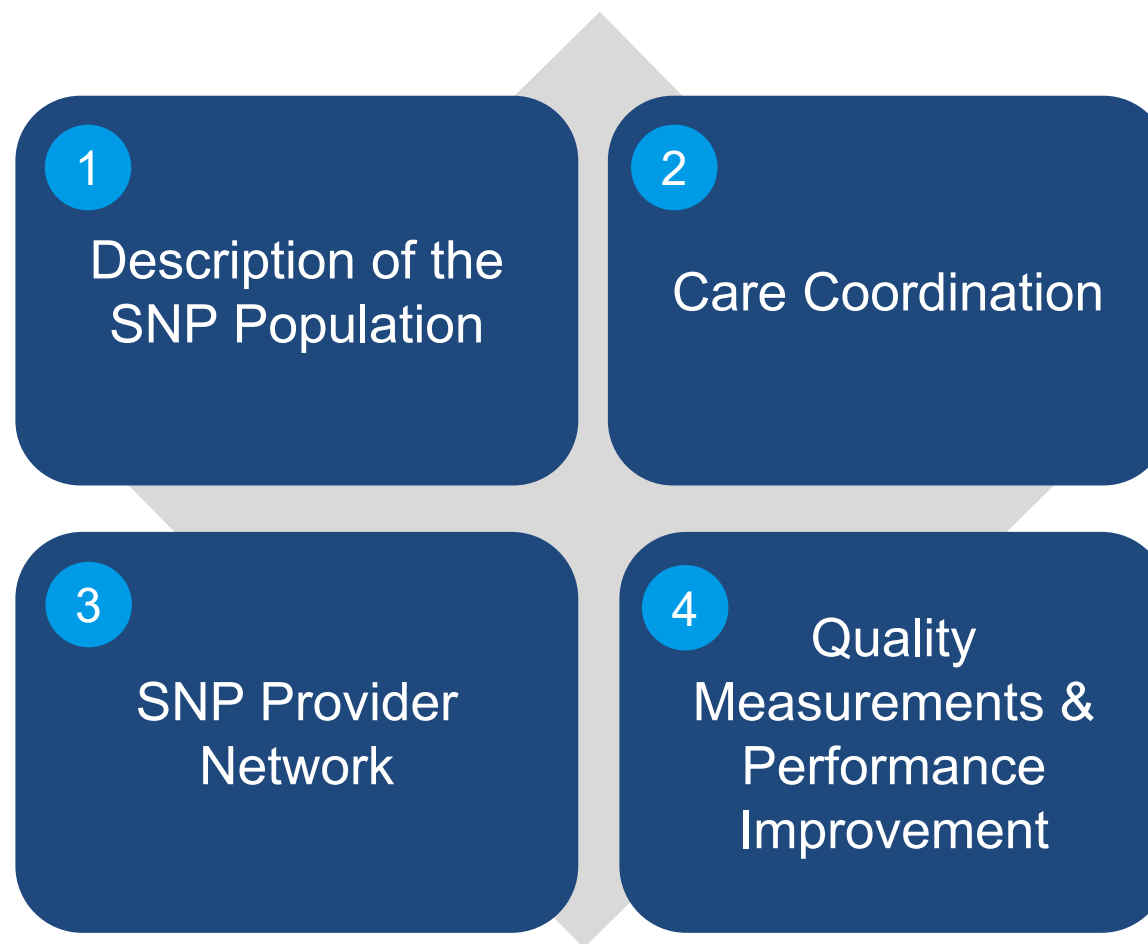 1
Description of the
SNP Population
2
Care Coordination
3
SNP Provider
Network
4
Quality
Measurements &
Performance
Improvement